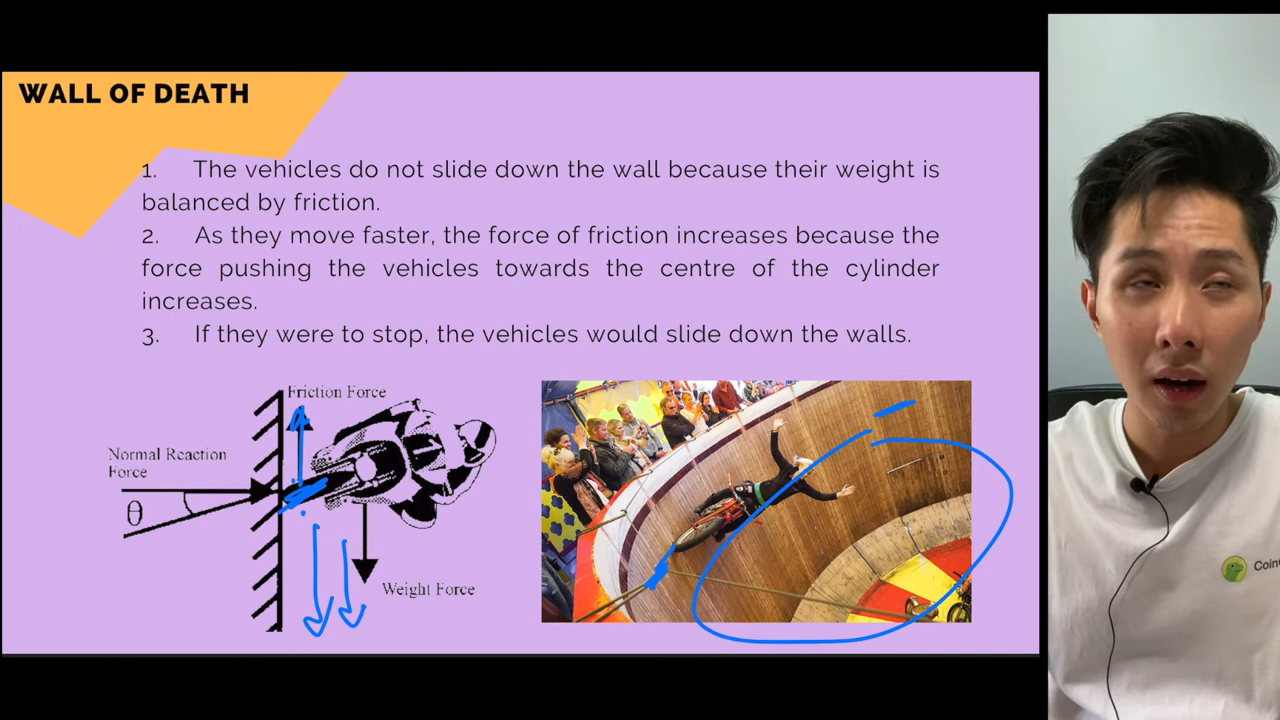 WALL OF DEATH
1. The vehicles do not slide down the wall because their weight is
balanced by friction.
2. As they move faster, the force of friction increases because the
force pushing the vehicles towards the centre of the cylinder
increases.
3. If they were to stop, the vehicles would slide down the walls.
Friction Force
Normal Reaction
Force
θ
Weight Force